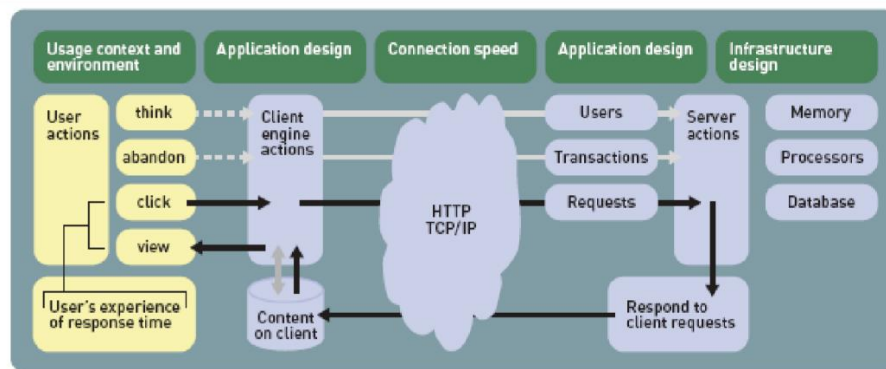 Usage context and
environment
Application design
Connection speed
Application design
Infrastructure
design
User
actions
think
abandon
click
view
Client
engine
actions
HTTP
TCP/IP
Users
Transactions
Requests
Server
actions
Memory
Processors
Database
User's experience
of response time
Content
on client
Respond to
client requests